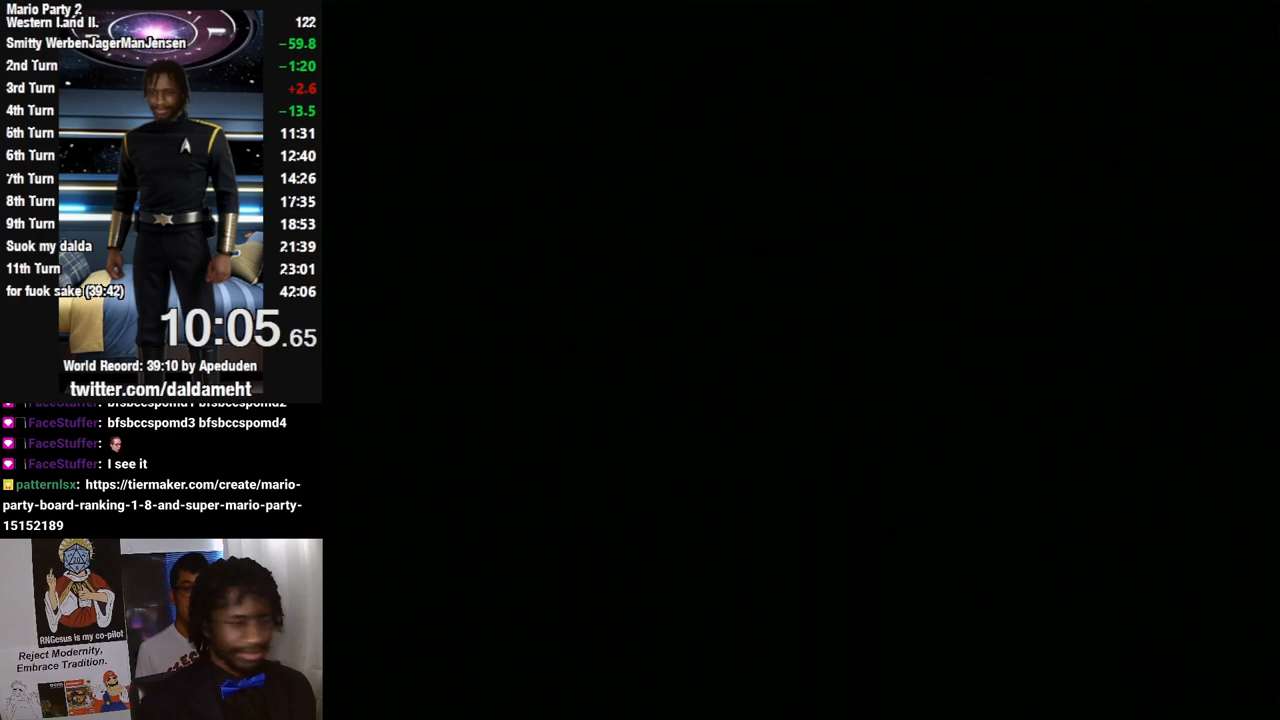 Mario Party 2
Western Land II. 122
Smitty WerbenJagerManJensen -59.8
2nd Turn -1:20
3rd Turn +2.6
4th Turn -13.5
5th Turn 11:31
6th Turn 12:40
7th Turn 14:26
8th Turn 17:35
9th Turn 18:53
Suck my dalda 21:39
11th Turn 23:01
for fuck sake (39:42) 42:06
10:05.65
World Record: 39:10 by Apeduden
twitter.com/daldameht
FaceStuffer: bfsbccspomd1 bfsbccspomd2
FaceStuffer: bfsbccspomd3 bfsbccspomd4
FaceStuffer:
FaceStuffer: I see it
patternlsx: https://tiermaker.com/create/mario-
party-board-ranking-1-8-and-super-mario-party-
15152189
RNGesus is my co-pilot
Reject Modernity,
Embrace Tradition.